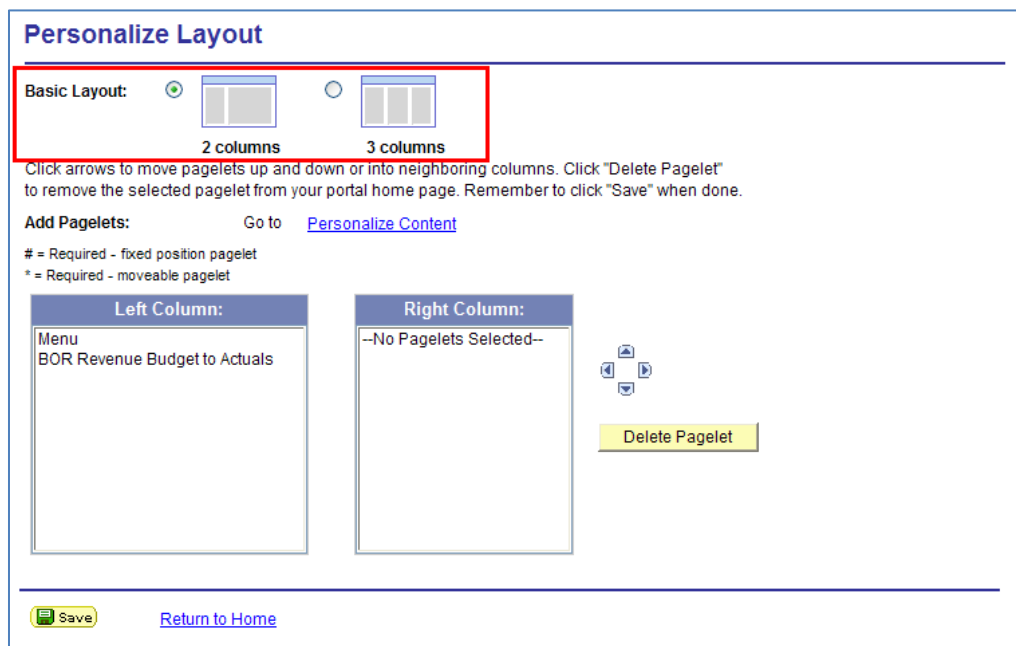 Personalize Layout
Basic Layout:
2 columns 3 columns
Click arrows to move pagelets up and down or into neighboring columns. Click "Delete Pagelet"
to remove the selected pagelet from your portal home page. Remember to click "Save" when done.
Add Pagelets: Go to Personalize Content
# = Required - fixed position pagelet
* = Required - moveable pagelet
Left Column:
Menu
BOR Revenue Budget to Actuals
Right Column:
--No Pagelets Selected--
Delete Pagelet
Save Return to Home